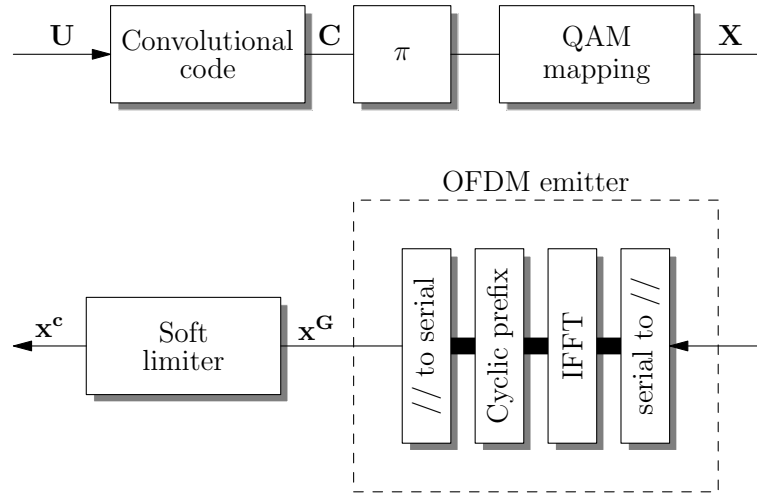 U
Convolutional
code
C
π
QAM
mapping
X
OFDM emitter
x^c
Soft
limiter
x^G
// to serial
Cyclic prefix
IFFT
serial to //